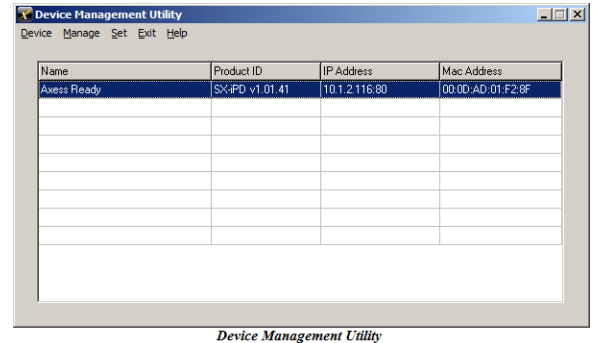 Device Management Utility
Device Manage Set Exit Help
Name Product ID IP Address Mac Address
Axess Ready SX-iPD v1.01.41 10.1.2.116:80 00:0D:AD:01:F2:8F
Device Management Utility